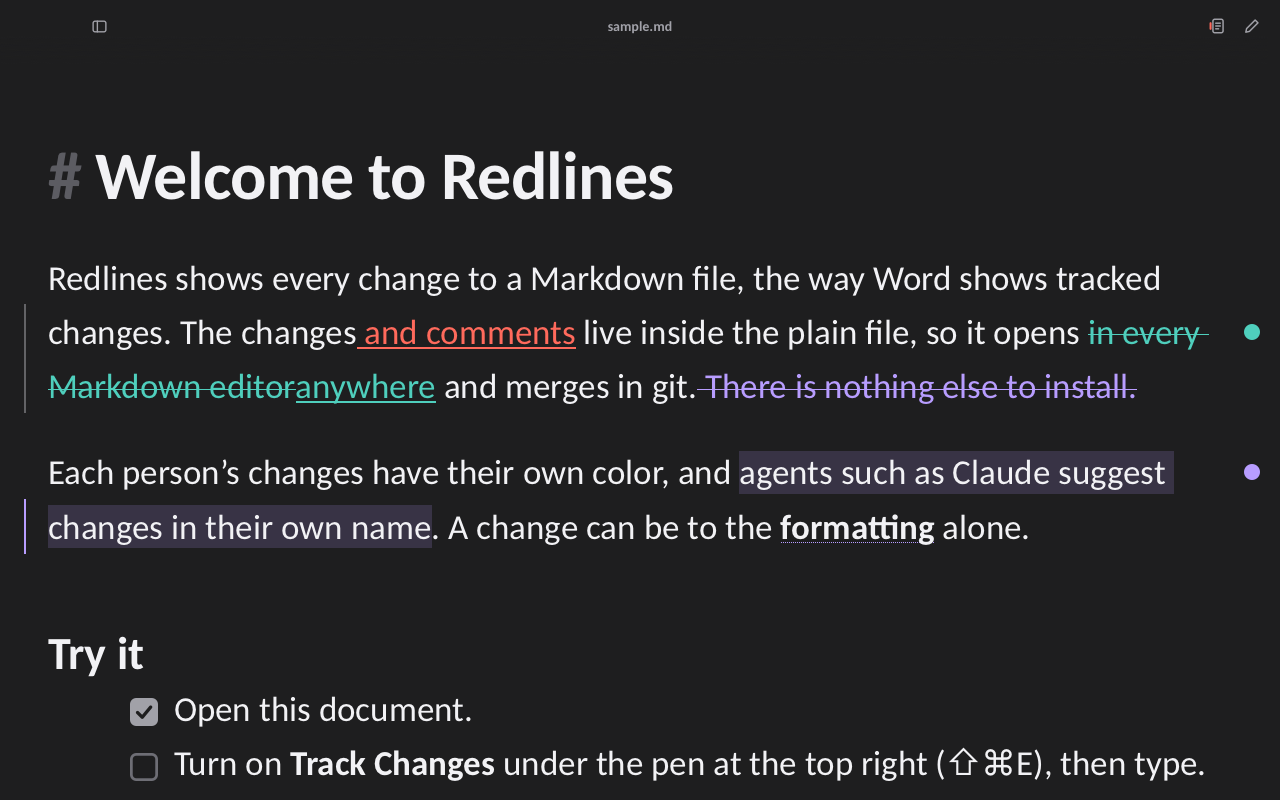 sample.md
# Welcome to Redlines
Redlines shows every change to a Markdown file, the way Word shows tracked
changes. The changes and comments live inside the plain file, so it opens in every
Markdown editoranywhere and merges in git. There is nothing else to install.
Each person’s changes have their own color, and agents such as Claude suggest
changes in their own name. A change can be to the formatting alone.
Try it
Open this document.
Turn on Track Changes under the pen at the top right (⇧⌘E), then type.